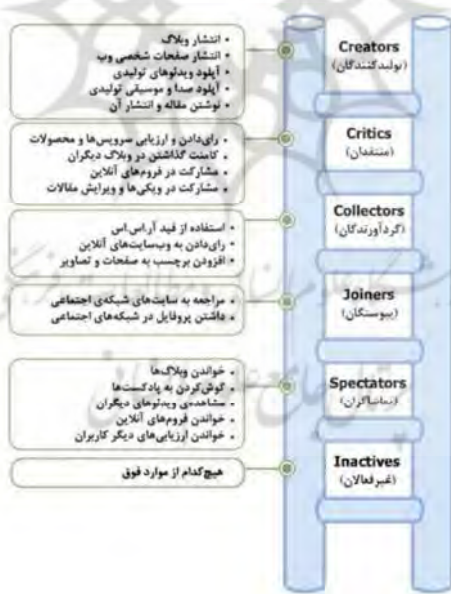 Creators
(تولیدکنندگان)
• انتشار وبلاگ
• انتشار صفحات شخصی وب
• آپلود ویدئوهای تولیدی
• آپلود صدا و موسیقی تولیدی
• نوشتن مقاله و انتشار آن
Critics
(منتقدان)
• رای‌دادن و ارزیابی سرویس‌ها و محصولات
• کامنت گذاشتن در وبلاگ دیگران
• مشارکت در فروم‌های آنلاین
• مشارکت در ویکی‌ها و ویرایش مقالات
Collectors
(گردآورندگان)
• استفاده از فید آر.اس.اس
• رای‌دادن به وب‌سایت‌های آنلاین
• افزودن برچسب به صفحات و تصاویر
Joiners
(پیوستگان)
• مراجعه به سایت‌های شبکه‌ی اجتماعی
• داشتن پروفایل در شبکه‌های اجتماعی
Spectators
(تماشاگران)
• خواندن وبلاگ‌ها
• گوش‌کردن به پادکست‌ها
• مشاهده‌ی ویدئوهای دیگران
• خواندن فروم‌های آنلاین
• خواندن ارزیابی‌های دیگر کاربران
Inactives
(غیرفعالان)
هیچ‌کدام از موارد فوق